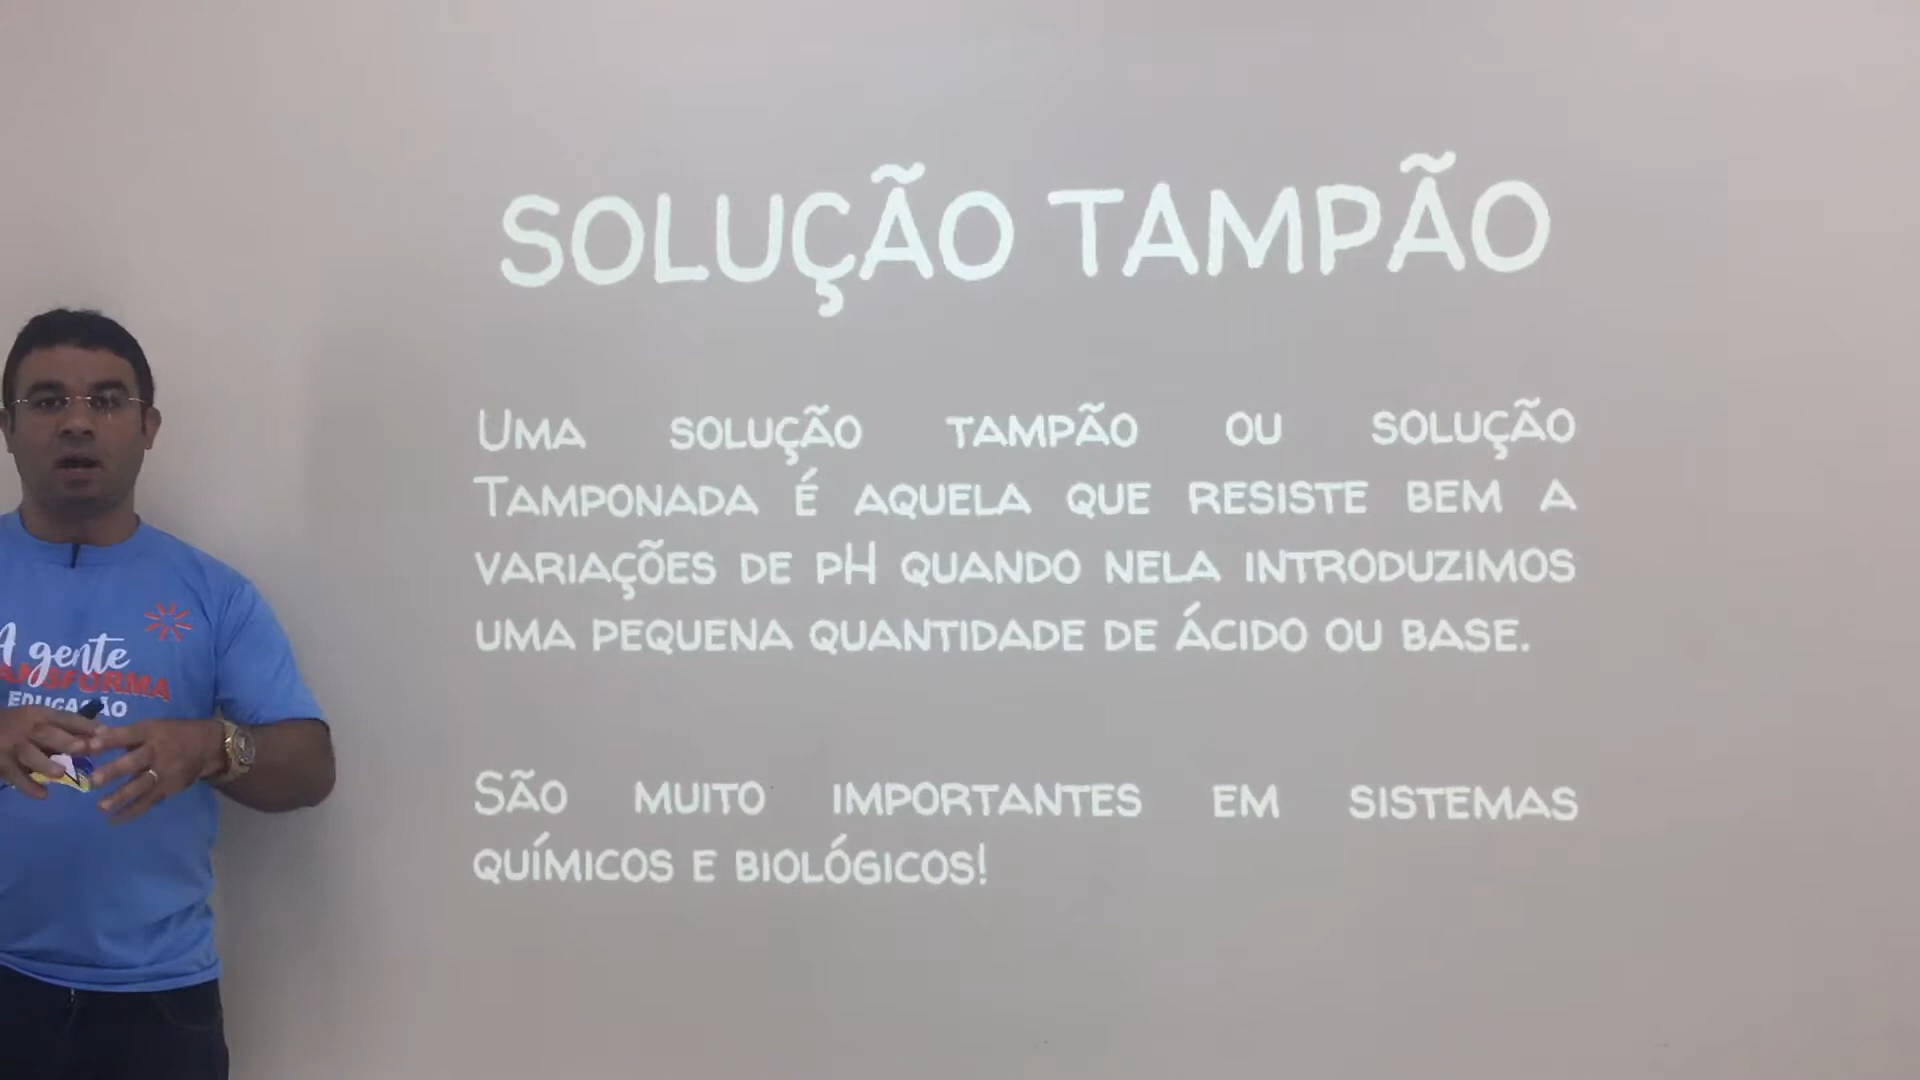 SOLUÇÃO TAMPÃO
UMA SOLUÇÃO TAMPÃO OU SOLUÇÃO
TAMPONADA É AQUELA QUE RESISTE BEM A
VARIAÇÕES DE pH QUANDO NELA INTRODUZIMOS
UMA PEQUENA QUANTIDADE DE ÁCIDO OU BASE.
SÃO MUITO IMPORTANTES EM SISTEMAS
QUÍMICOS E BIOLÓGICOS!
A gente
EDUCAÇÃO